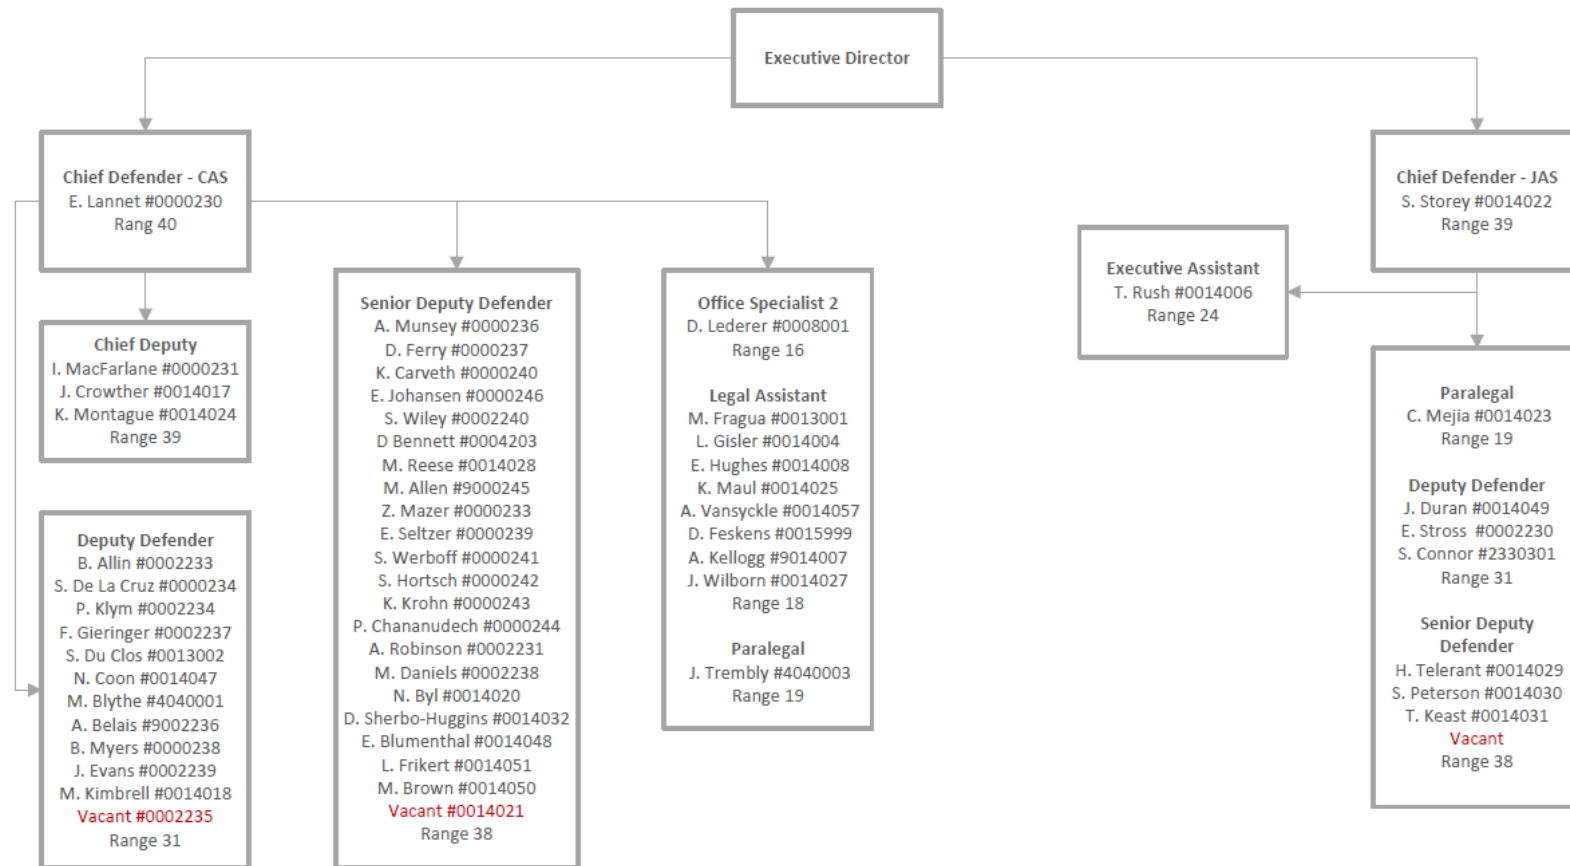 Executive Director
Chief Defender - CAS
E. Lannet #0000230
Rang 40
Chief Defender - JAS
S. Storey #0014022
Range 39
Executive Assistant
T. Rush #0014006
Range 24
Chief Deputy
I. MacFarlane #0000231
J. Crowther #0014017
K. Montague #0014024
Range 39
Deputy Defender
B. Allin #0002233
S. De La Cruz #0000234
P. Klym #0002234
F. Gieringer #0002237
S. Du Clos #0013002
N. Coon #0014047
M. Blythe #4040001
A. Belais #9002236
B. Myers #0000238
J. Evans #0002239
M. Kimbrell #0014018
Vacant #0002235
Range 31
Senior Deputy Defender
A. Munsey #0000236
D. Ferry #0000237
K. Carveth #0000240
E. Johansen #0000246
S. Wiley #0002240
D Bennett #0004203
M. Reese #0014028
M. Allen #9000245
Z. Mazer #0000233
E. Seltzer #0000239
S. Werboff #0000241
S. Hortsch #0000242
K. Krohn #0000243
P. Chananudech #0000244
A. Robinson #0002231
M. Daniels #0002238
N. Byl #0014020
D. Sherbo-Huggins #0014032
E. Blumenthal #0014048
L. Frikert #0014051
M. Brown #0014050
Vacant #0014021
Range 38
Office Specialist 2
D. Lederer #0008001
Range 16
Legal Assistant
M. Fragua #0013001
L. Gisler #0014004
E. Hughes #0014008
K. Maul #0014025
A. Vansyckle #0014057
D. Feskens #0015999
A. Kellogg #9014007
J. Wilborn #0014027
Range 18
Paralegal
J. Trembly #4040003
Range 19
Paralegal
C. Mejia #0014023
Range 19
Deputy Defender
J. Duran #0014049
E. Stross #0002230
S. Connor #2330301
Range 31
Senior Deputy
Defender
H. Telerant #0014029
S. Peterson #0014030
T. Keast #0014031
Vacant
Range 38